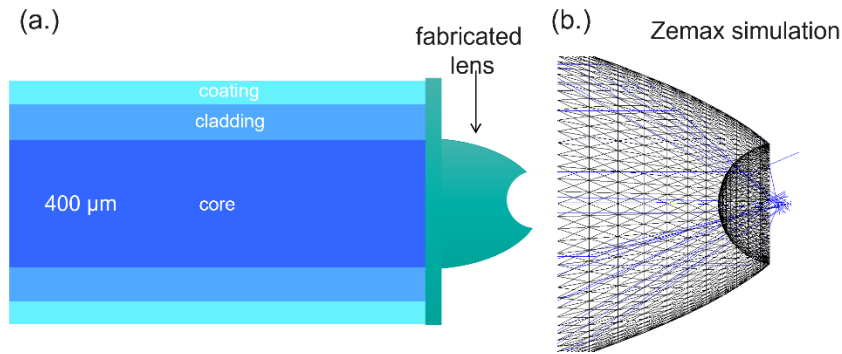 (a.)
fabricated
lens
coating
cladding
400 µm
core
(b.)
Zemax simulation